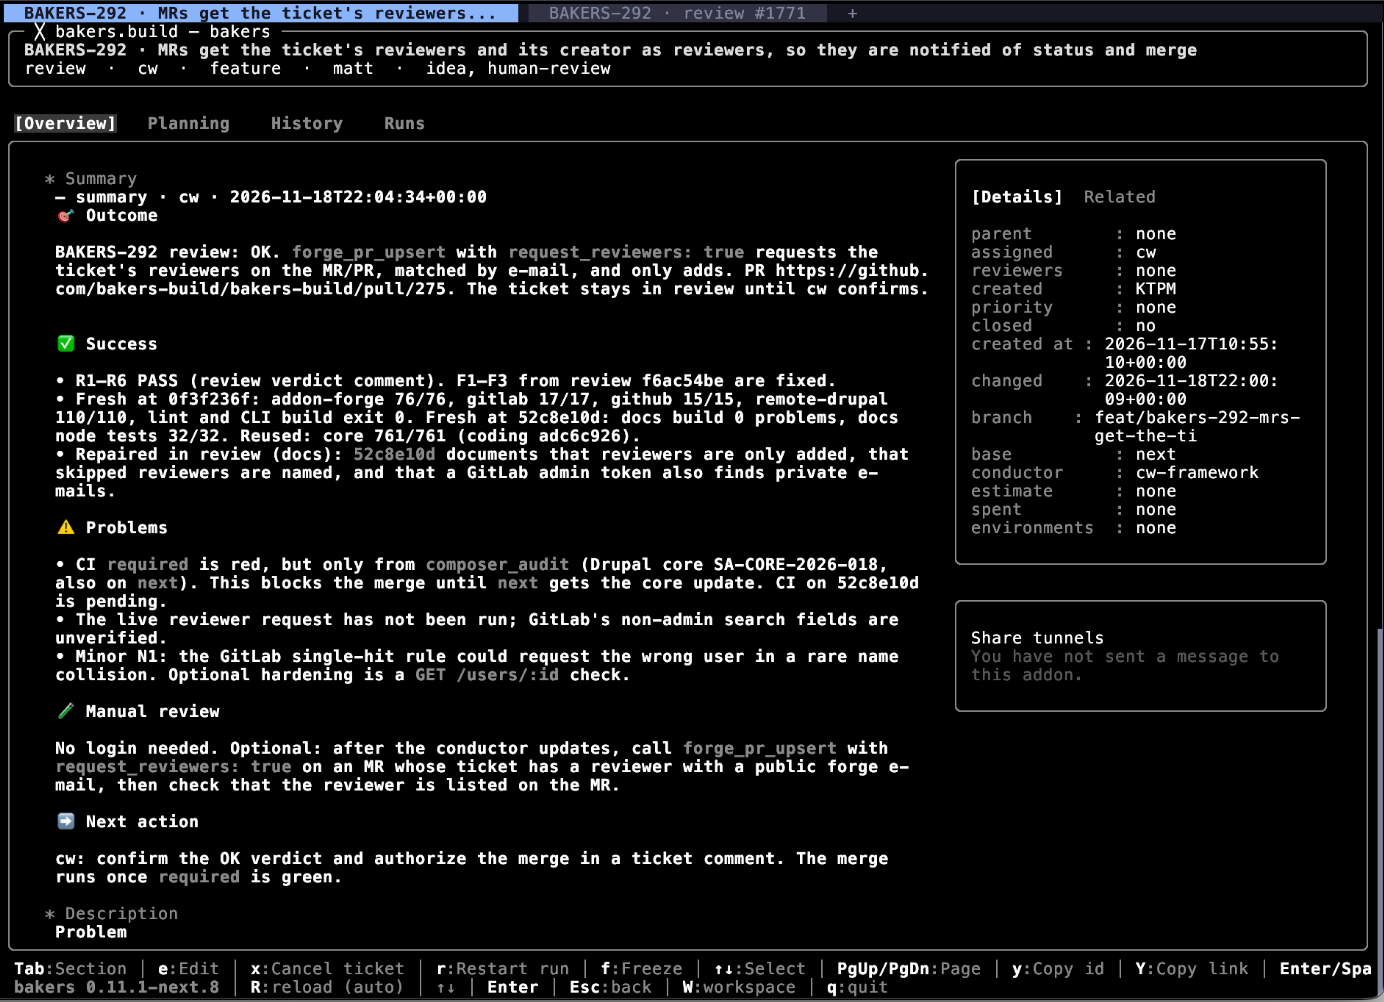 BAKERS-292 · MRs get the ticket's reviewers... BAKERS-292 · review #1771 +
╳ bakers.build — bakers
BAKERS-292 · MRs get the ticket's reviewers and its creator as reviewers, so they are notified of status and merge
review · cw · feature · matt · idea, human-review
[Overview] Planning History Runs
* Summary
— summary · cw · 2026-11-18T22:04:34+00:00
🎯 Outcome
BAKERS-292 review: OK. forge_pr_upsert with request_reviewers: true requests the
ticket's reviewers on the MR/PR, matched by e-mail, and only adds. PR https://github.
com/bakers-build/bakers-build/pull/275. The ticket stays in review until cw confirms.
✅ Success
• R1–R6 PASS (review verdict comment). F1–F3 from review f6ac54be are fixed.
• Fresh at 0f3f236f: addon-forge 76/76, gitlab 17/17, github 15/15, remote-drupal
110/110, lint and CLI build exit 0. Fresh at 52c8e10d: docs build 0 problems, docs
node tests 32/32. Reused: core 761/761 (coding adc6c926).
• Repaired in review (docs): 52c8e10d documents that reviewers are only added, that
skipped reviewers are named, and that a GitLab admin token also finds private e-
mails.
⚠️ Problems
• CI required is red, but only from composer_audit (Drupal core SA-CORE-2026-018,
also on next). This blocks the merge until next gets the core update. CI on 52c8e10d
is pending.
• The live reviewer request has not been run; GitLab's non-admin search fields are
unverified.
• Minor N1: the GitLab single-hit rule could request the wrong user in a rare name
collision. Optional hardening is a GET /users/:id check.
🧪 Manual review
No login needed. Optional: after the conductor updates, call forge_pr_upsert with
request_reviewers: true on an MR whose ticket has a reviewer with a public forge e-
mail, then check that the reviewer is listed on the MR.
➡️ Next action
cw: confirm the OK verdict and authorize the merge in a ticket comment. The merge
runs once required is green.
* Description
Problem
[Details] Related
parent : none
assigned : cw
reviewers : none
created : KTPM
priority : none
closed : no
created at : 2026-11-17T10:55:
10+00:00
changed : 2026-11-18T22:00:
09+00:00
branch : feat/bakers-292-mrs-
get-the-ti
base : next
conductor : cw-framework
estimate : none
spent : none
environments : none
Share tunnels
You have not sent a message to
this addon.
Tab:Section │ e:Edit │ x:Cancel ticket │ r:Restart run │ f:Freeze │ ↑↓:Select │ PgUp/PgDn:Page │ y:Copy id │ Y:Copy link │ Enter/Spa
bakers 0.11.1-next.8 │ R:reload (auto) │ ↑↓ │ Enter │ Esc:back │ W:workspace │ q:quit